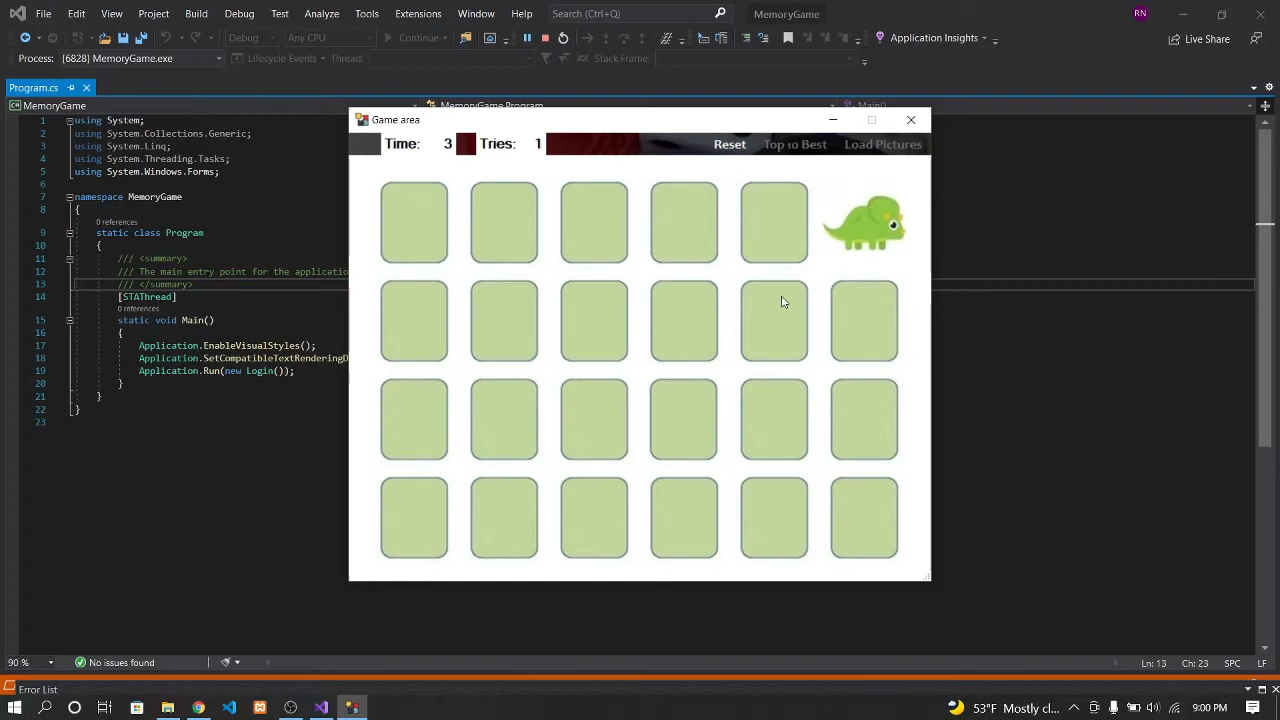 File Edit View Git Project Build Debug Test Analyze Tools Extensions Window Help Search (Ctrl+Q) MemoryGame RN
Debug Any CPU Continue Application Insights Live Share
Process: [6828] MemoryGame.exe Lifecycle Events Thread: Stack Frame:
Program.cs
MemoryGame MemoryGame.Program Main()
1 using System;
2 using System.Collections.Generic;
3 using System.Linq;
4 using System.Threading.Tasks;
5 using System.Windows.Forms;
6
7 namespace MemoryGame
8 {
0 references
9 static class Program
10 {
11 /// <summary>
12 /// The main entry point for the application
13 /// </summary>
14 [STAThread]
0 references
15 static void Main()
16 {
17 Application.EnableVisualStyles();
18 Application.SetCompatibleTextRenderingD
19 Application.Run(new Login());
20 }
21 }
22 }
23
Game area
Time: 3 Tries: 1 Reset Top 10 Best Load Pictures
90 % No issues found Ln: 13 Ch: 23 SPC LF
Error List
53°F Mostly cl... 9:00 PM